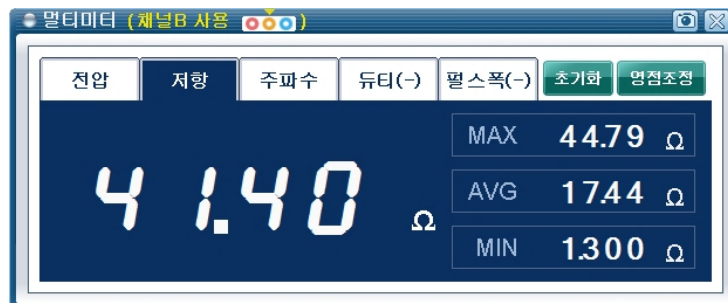 멀티미터 (채널B 사용 )
전압 저항 주파수 듀티(-) 펄스폭(-) 초기화 영점조정
41.40 Ω
MAX 44.79 Ω
AVG 17.44 Ω
MIN 1.300 Ω